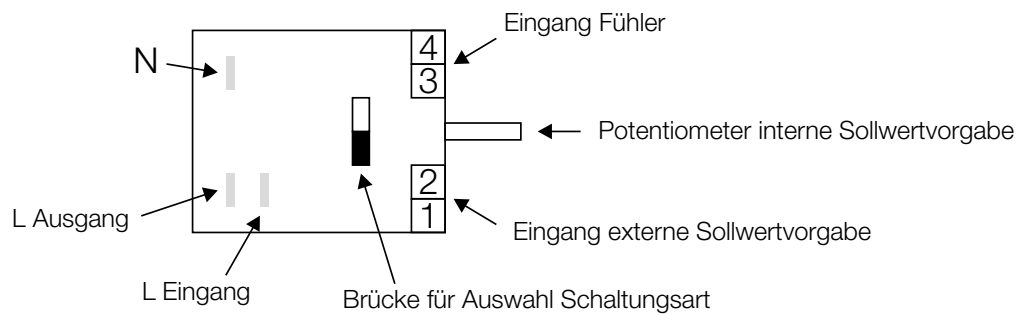 Eingang Fühler
4
N
3
Potentiometer interne Sollwertvorgabe
2
L Ausgang
1
Eingang externe Sollwertvorgabe
L Eingang
Brücke für Auswahl Schaltungsart